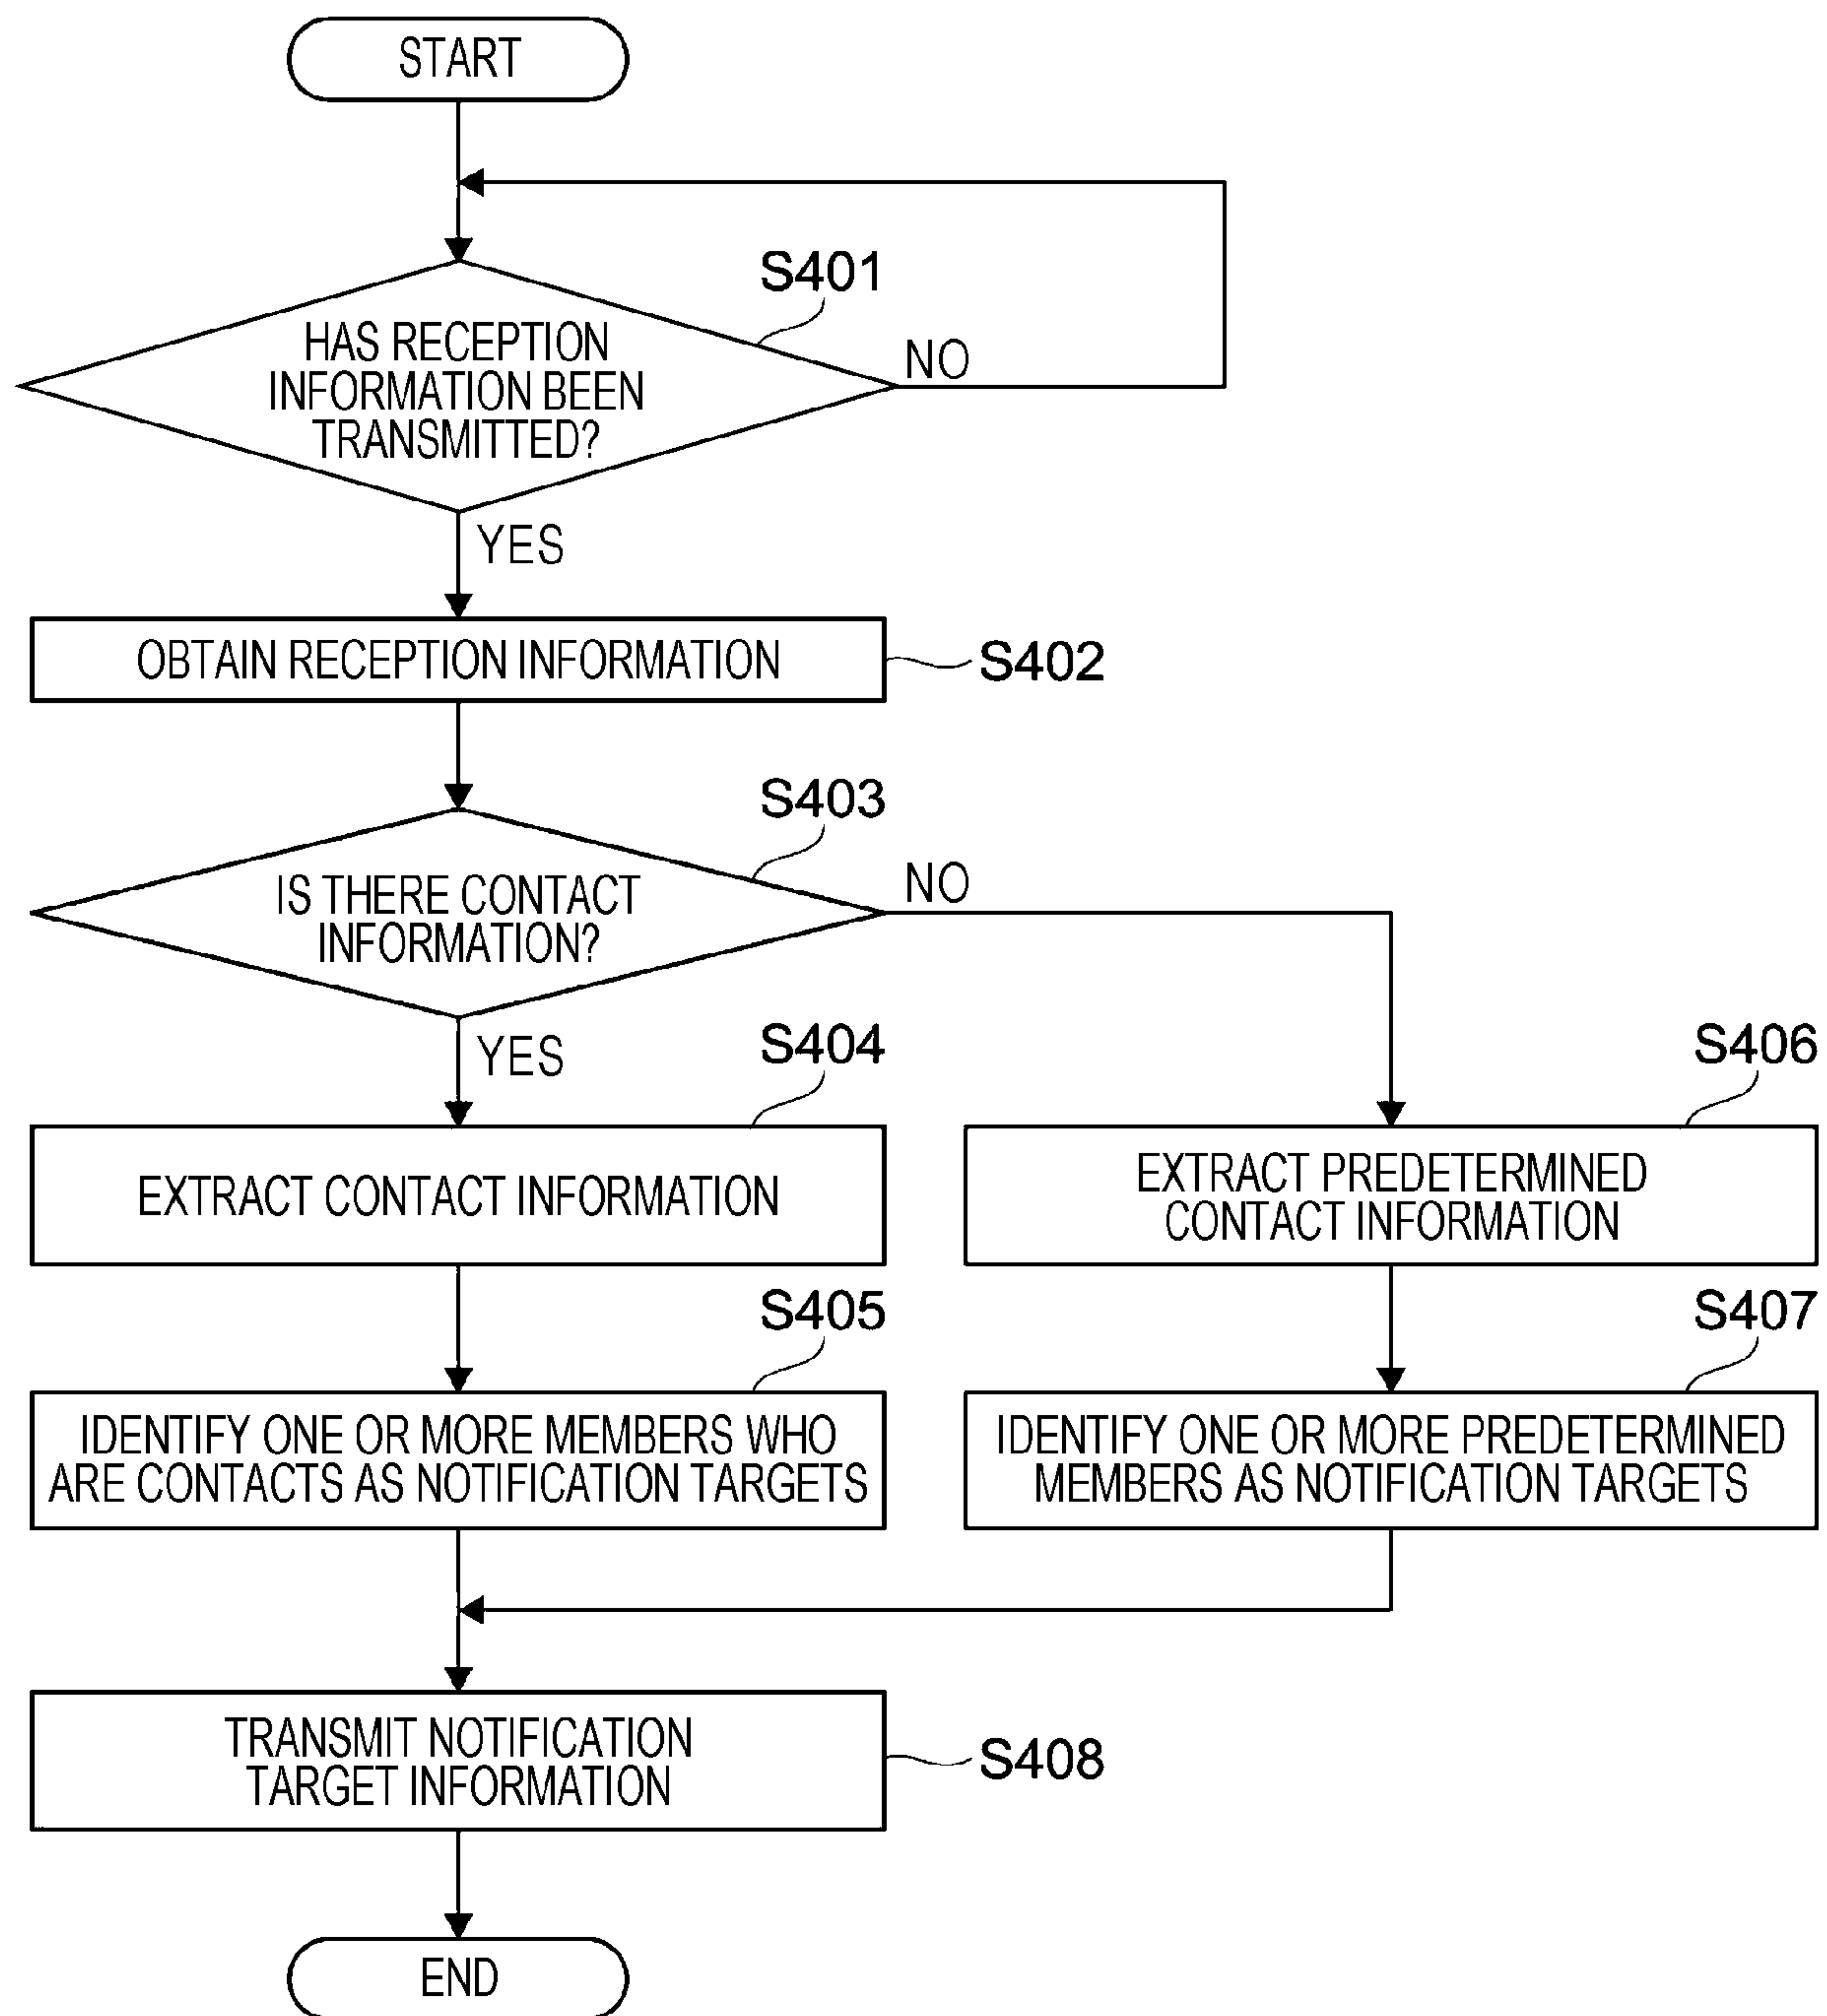 START
S401
HAS RECEPTION
INFORMATION BEEN
TRANSMITTED?
NO
YES
OBTAIN RECEPTION INFORMATION
S402
S403
IS THERE CONTACT
INFORMATION?
NO
YES
S404
EXTRACT CONTACT INFORMATION
S406
EXTRACT PREDETERMINED
CONTACT INFORMATION
S405
IDENTIFY ONE OR MORE MEMBERS WHO
ARE CONTACTS AS NOTIFICATION TARGETS
S407
IDENTIFY ONE OR MORE PREDETERMINED
MEMBERS AS NOTIFICATION TARGETS
TRANSMIT NOTIFICATION
TARGET INFORMATION
S408
END